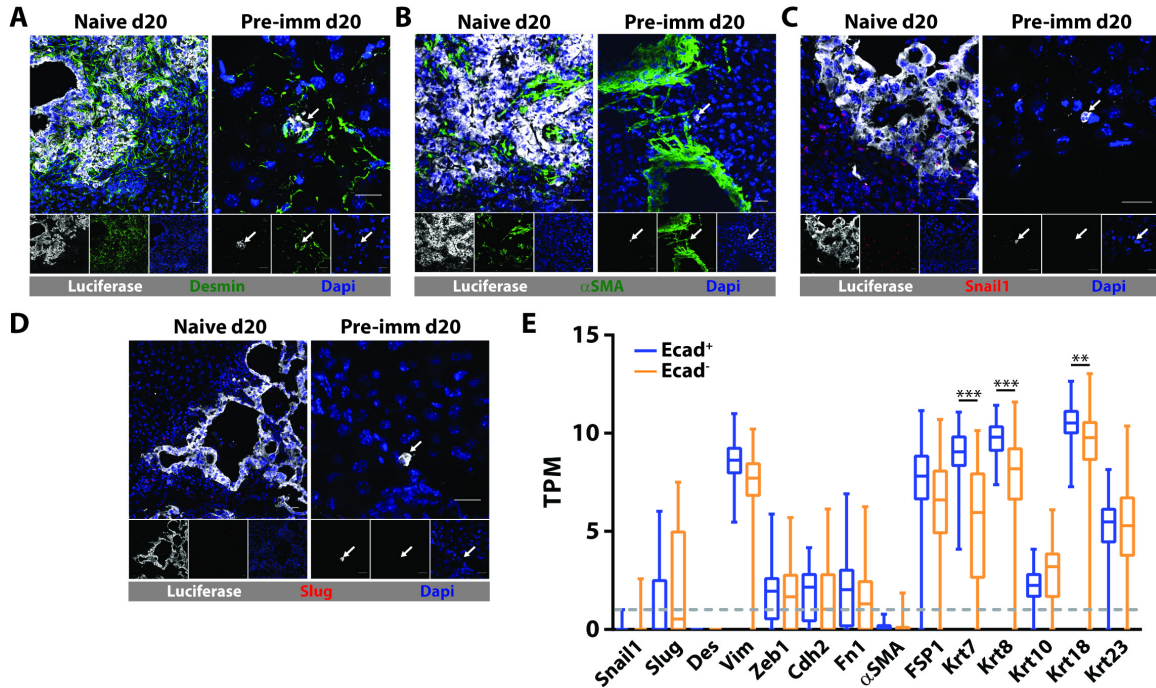 A
Naive d20 Pre-imm d20
Luciferase Desmin Dapi
B
Naive d20 Pre-imm d20
Luciferase αSMA Dapi
C
Naive d20 Pre-imm d20
Luciferase Snail1 Dapi
D
Naive d20 Pre-imm d20
Luciferase Slug Dapi
E
Ecad+
Ecad-
***
***
**
TPM
15
10
5
0
Snail1 Slug Des Vim Zeb1 Cdh2 Fn1 αSMA FSP1 Krt7 Krt8 Krt10 Krt18 Krt23